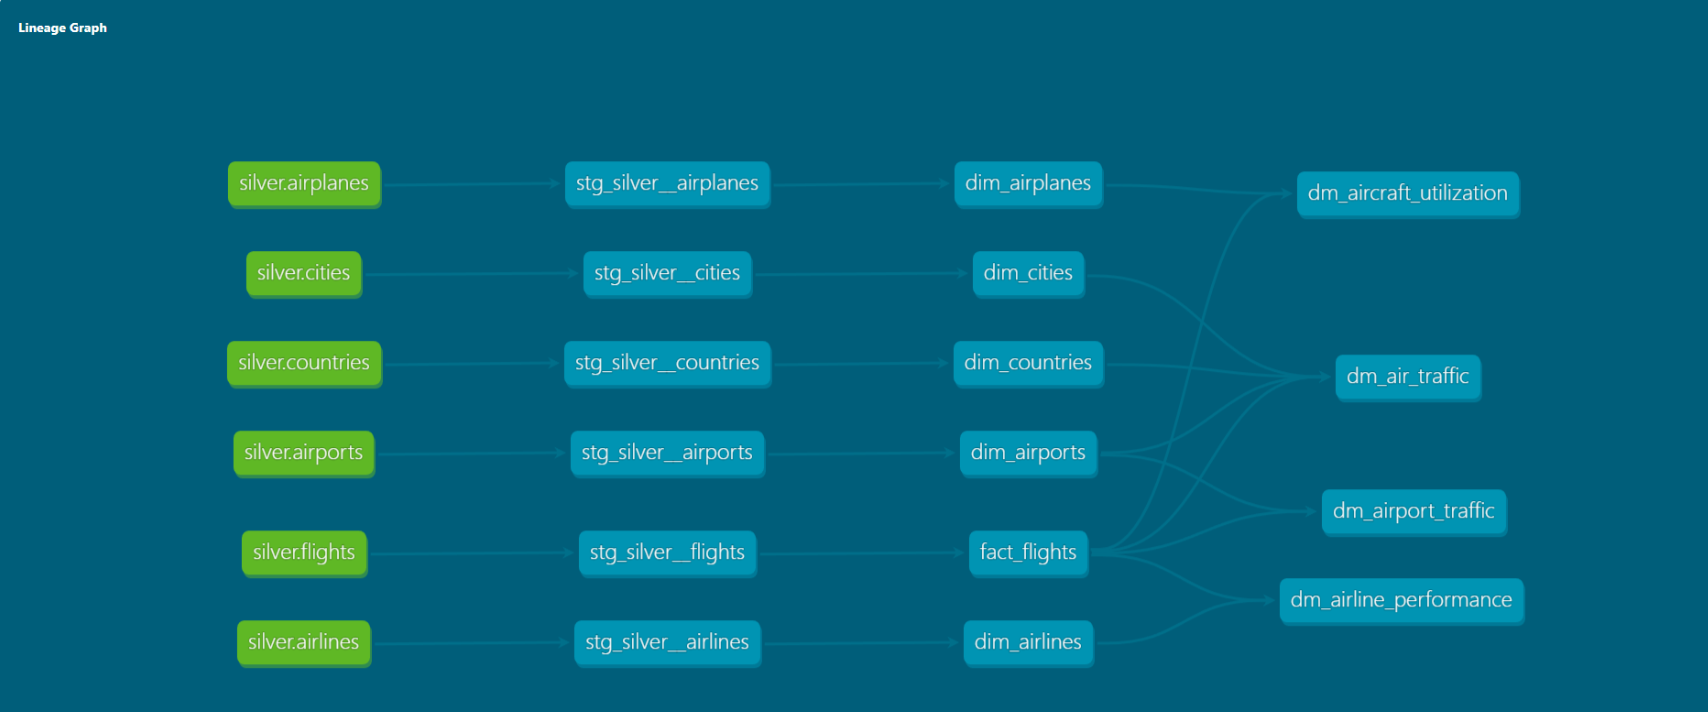 Lineage Graph
silver.airplanes
stg_silver__airplanes
dim_airplanes
dm_aircraft_utilization
silver.cities
stg_silver__cities
dim_cities
silver.countries
stg_silver__countries
dim_countries
dm_air_traffic
silver.airports
stg_silver__airports
dim_airports
dm_airport_traffic
silver.flights
stg_silver__flights
fact_flights
dm_airline_performance
silver.airlines
stg_silver__airlines
dim_airlines